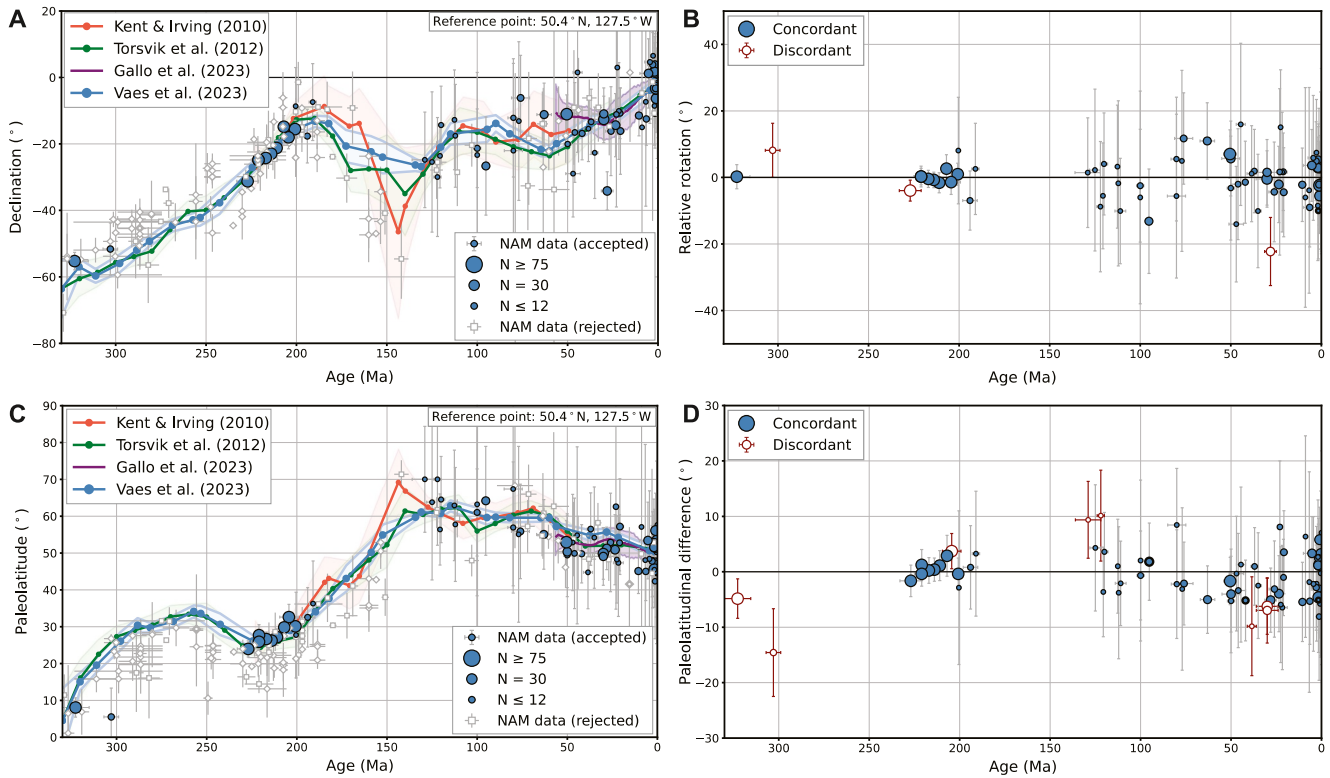 A
Reference point: 50.4°N, 127.5°W
Kent & Irving (2010)
Torsvik et al. (2012)
Gallo et al. (2023)
Vaes et al. (2023)
NAM data (accepted)
N ≥ 75
N = 30
N ≤ 12
NAM data (rejected)
Declination (°)
20
0
−20
−40
−60
−80
300
250
200
150
100
50
0
Age (Ma)
B
Concordant
Discordant
Relative rotation (°)
40
20
0
−20
−40
300
250
200
150
100
50
0
Age (Ma)
C
Reference point: 50.4°N, 127.5°W
Kent & Irving (2010)
Torsvik et al. (2012)
Gallo et al. (2023)
Vaes et al. (2023)
NAM data (accepted)
N ≥ 75
N = 30
N ≤ 12
NAM data (rejected)
Paleolatitude (°)
90
80
70
60
50
40
30
20
10
0
300
250
200
150
100
50
0
Age (Ma)
D
Concordant
Discordant
Paleolatitudinal difference (°)
30
20
10
0
−10
−20
−30
300
250
200
150
100
50
0
Age (Ma)